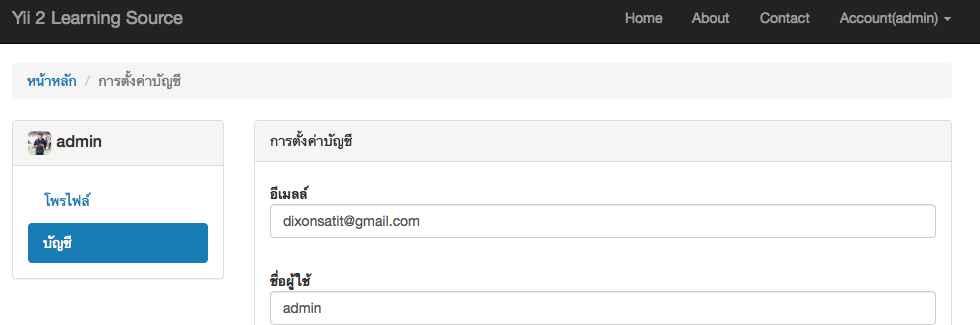 Yii 2 Learning Source Home About Contact Account(admin)
หน้าหลัก / การตั้งค่าบัญชี
admin
โพรไฟล์
บัญชี
การตั้งค่าบัญชี
อีเมลล์
dixonsatit@gmail.com
ชื่อผู้ใช้
admin